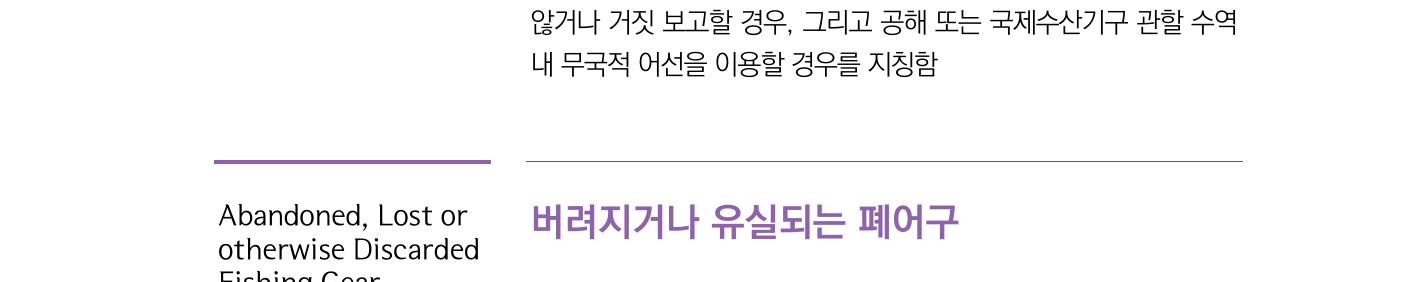 않거나 거짓 보고할 경우, 그리고 공해 또는 국제수산기구 관할 수역
내 무국적 어선을 이용할 경우를 지칭함
Abandoned, Lost or
otherwise Discarded
Fishing Gear
버려지거나 유실되는 폐어구